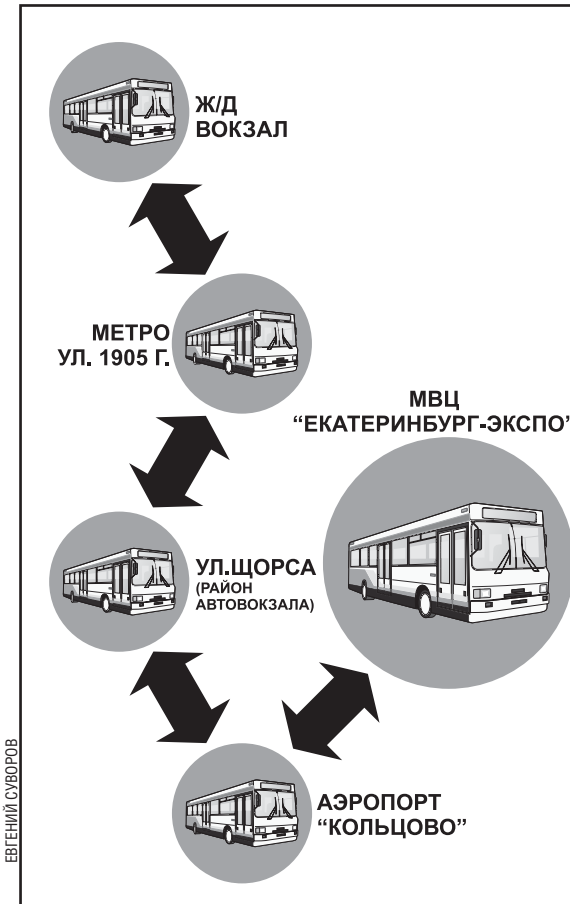 Ж/Д
ВОКЗАЛ
МЕТРО
УЛ. 1905 Г.
МВЦ
“ЕКАТЕРИНБУРГ-ЭКСПО”
УЛ.ЩОРСА
(РАЙОН
АВТОВОКЗАЛА)
АЭРОПОРТ
“КОЛЬЦОВО”
ЕВГЕНИЙ СУВОРОВ